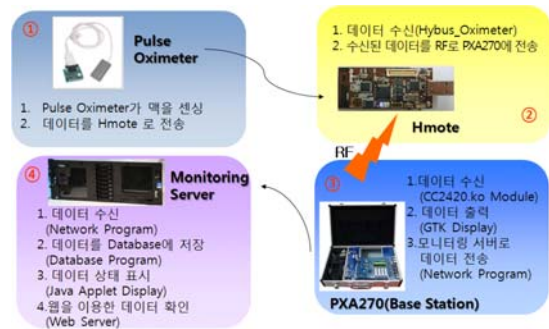 ①
Pulse
Oximeter
1. Pulse Oximeter가 맥을 센싱
2. 데이터를 Hmote 로 전송
1. 데이터 수신(Hybus_Oximeter)
2. 수신된 데이터를 RF로 PXA270에 전송
Hmote
②
RF
③
1.데이터 수신
(CC2420.ko Module)
2. 데이터 출력
(GTK Display)
3.모니터링 서버로
데이터 전송
(Network Program)
PXA270(Base Station)
④
Monitoring
Server
1. 데이터 수신
(Network Program)
2. 데이터를 Database에 저장
(Database Program)
3. 데이터 상태 표시
(Java Applet Display)
4.웹을 이용한 데이터 확인
(Web Server)